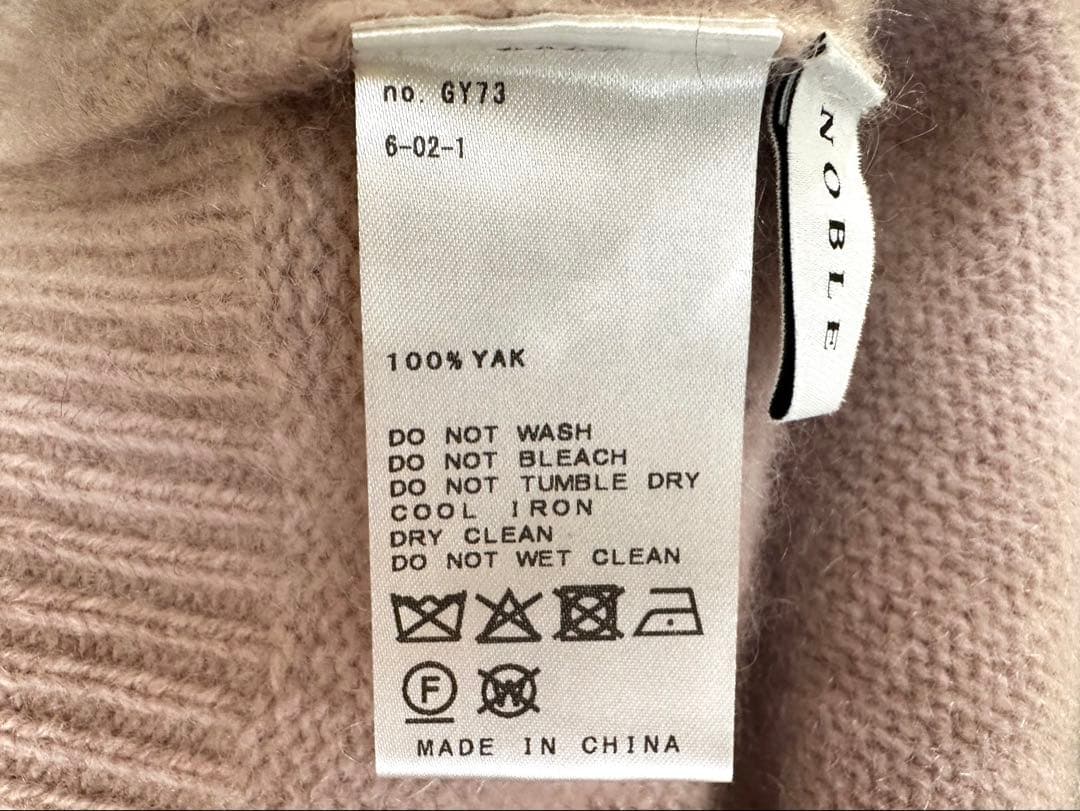 no. GY73
6-02-1
100% YAK
DO NOT WASH
DO NOT BLEACH
DO NOT TUMBLE DRY
COOL IRON
DRY CLEAN
DO NOT WET CLEAN
F
W
MADE IN CHINA
NOBLE